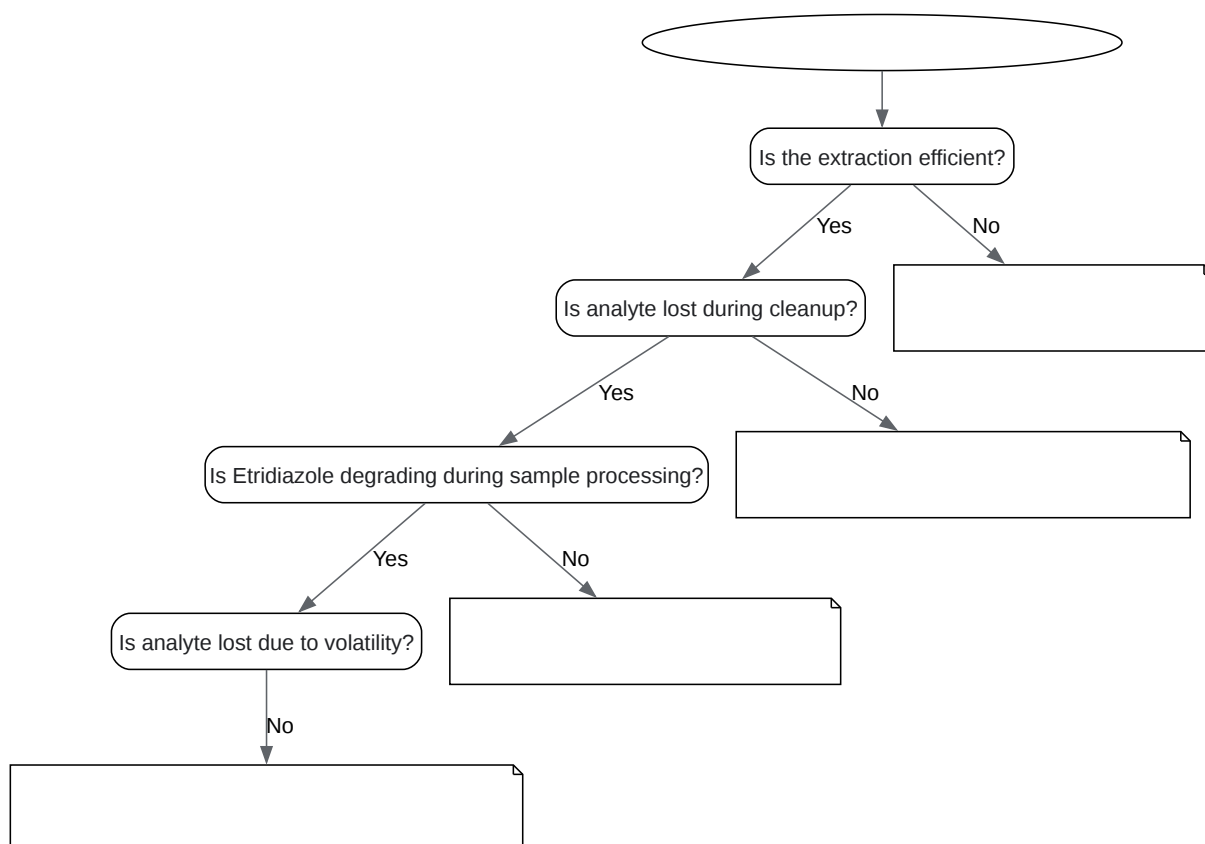 Is the extraction efficient?
Yes
No
Is analyte lost during cleanup?
Yes
No
Is Etridiazole degrading during sample processing?
Yes
No
Is analyte lost due to volatility?
No